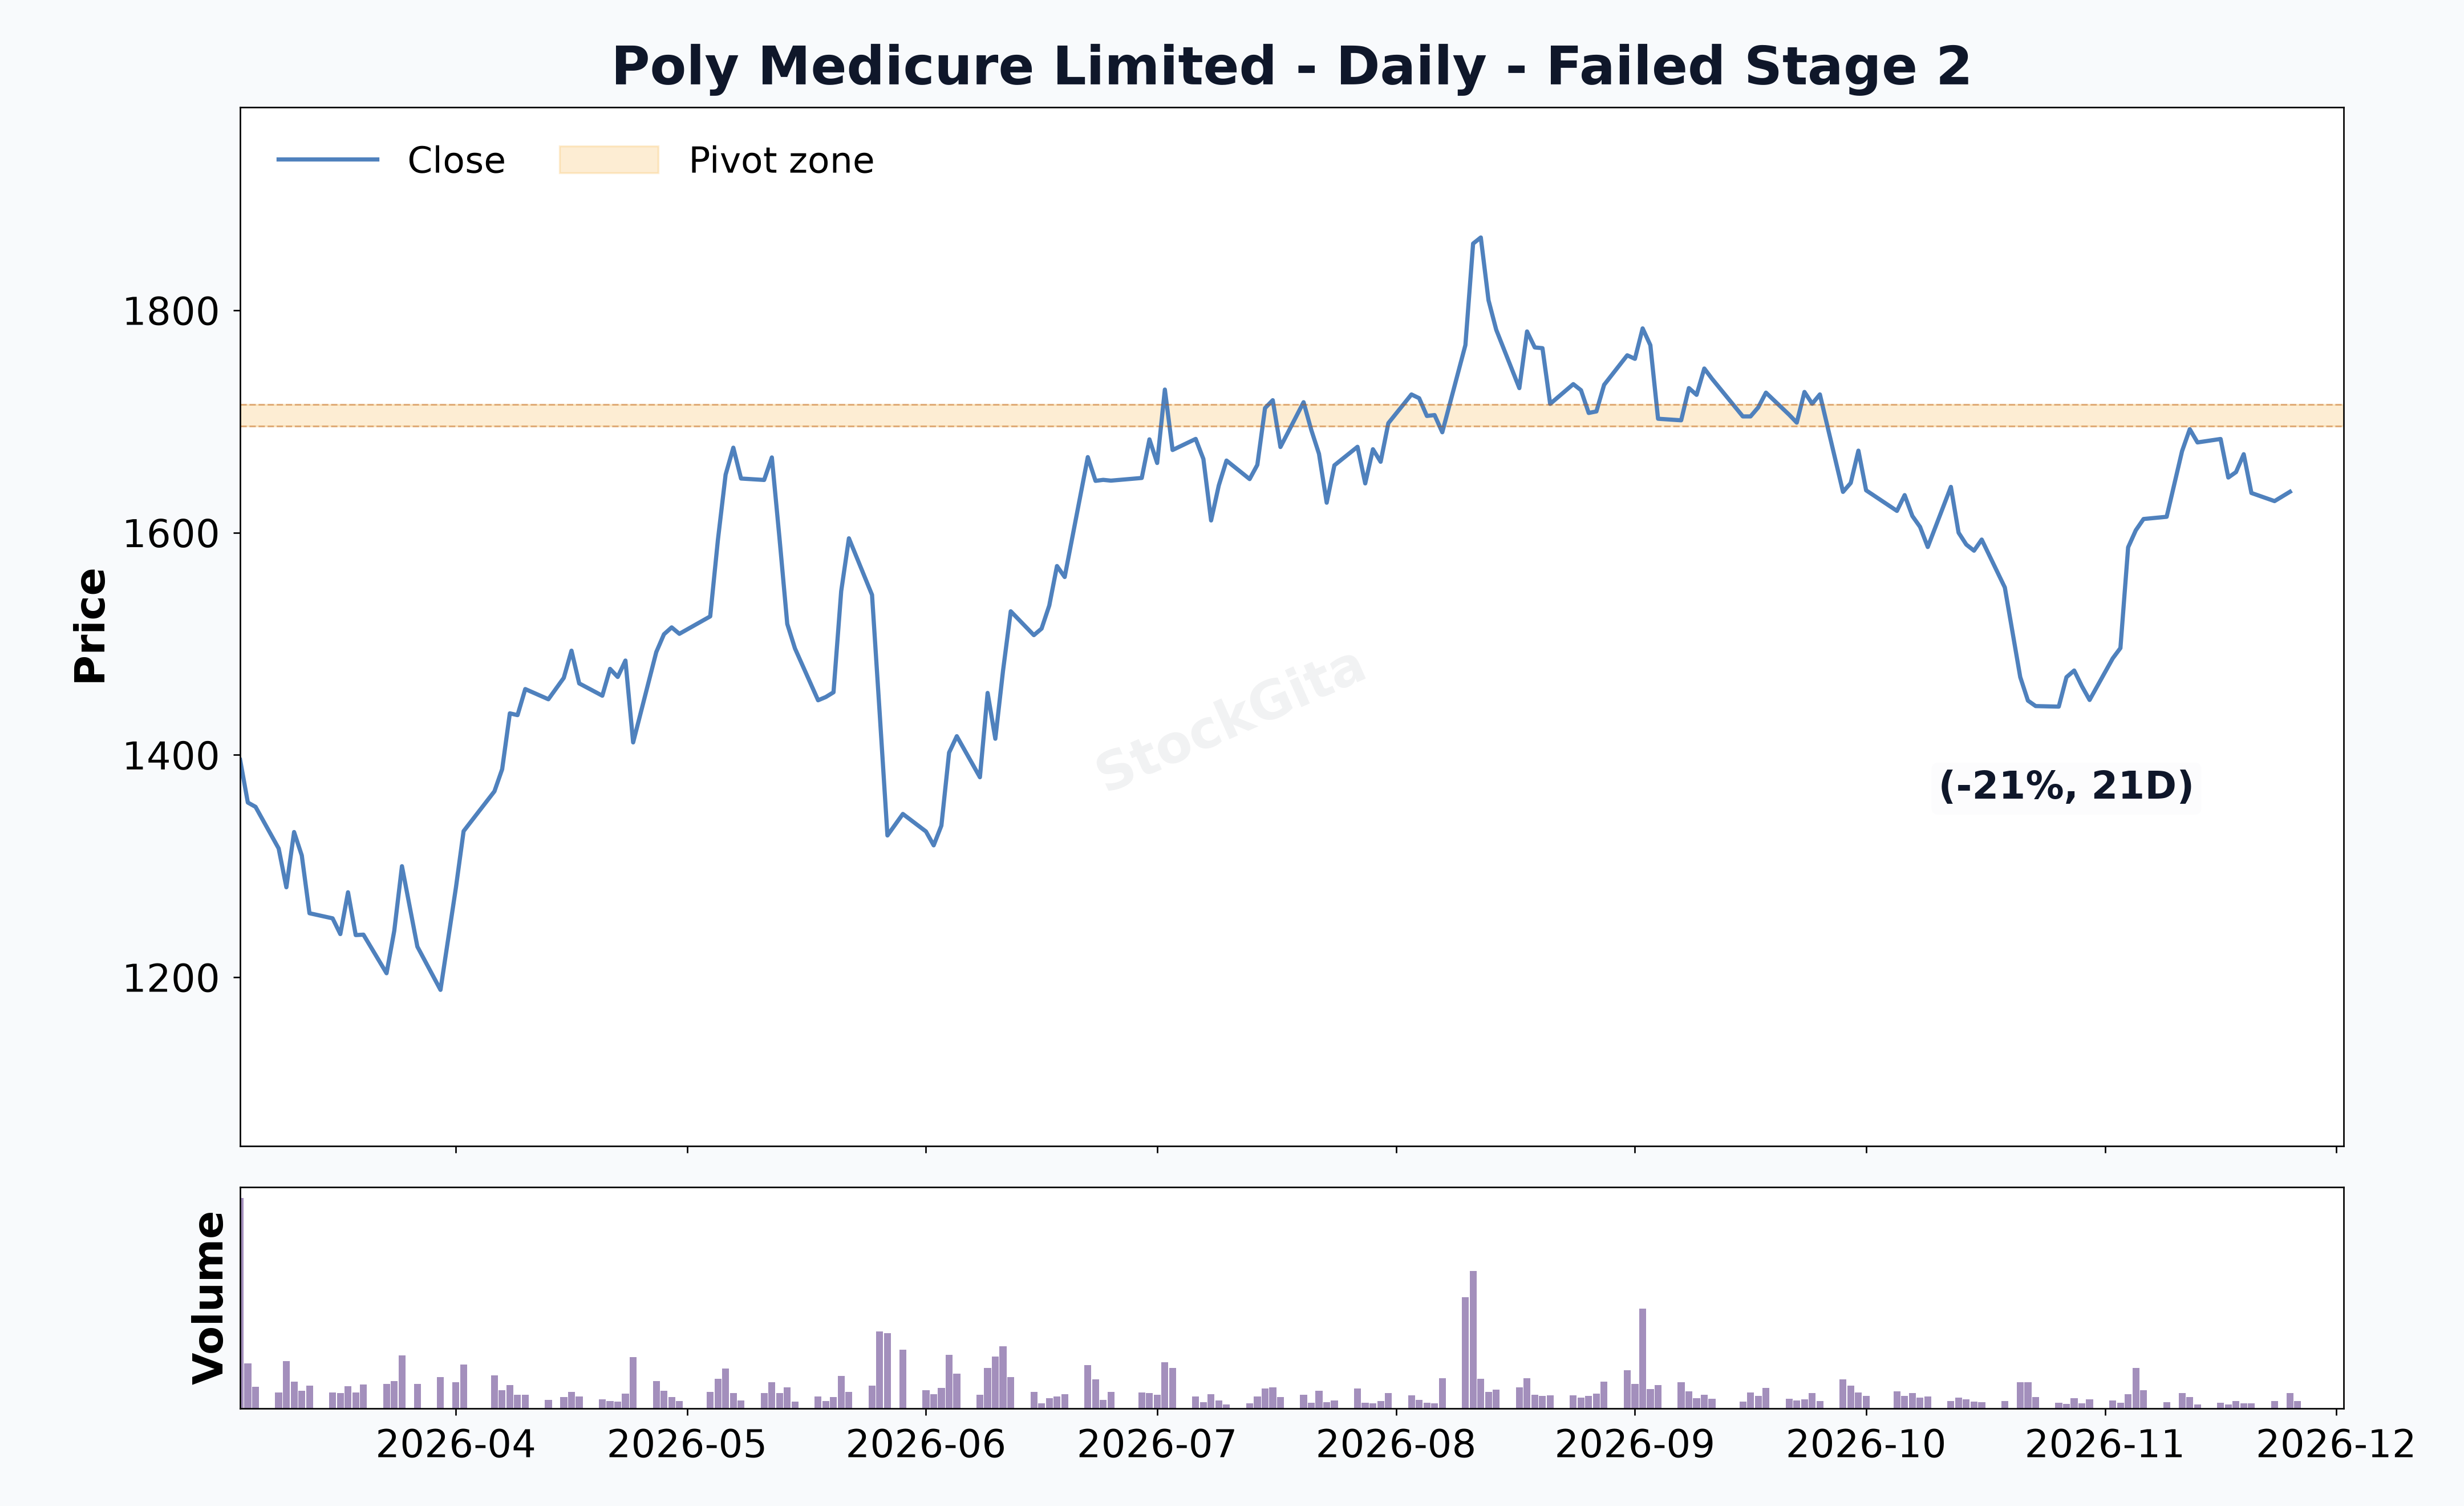 Poly Medicure Limited - Daily - Failed Stage 2
Close
Pivot zone
1800
1600
1400
1200
Price
StockGita
(-21%, 21D)
Volume
2026-04
2026-05
2026-06
2026-07
2026-08
2026-09
2026-10
2026-11
2026-12